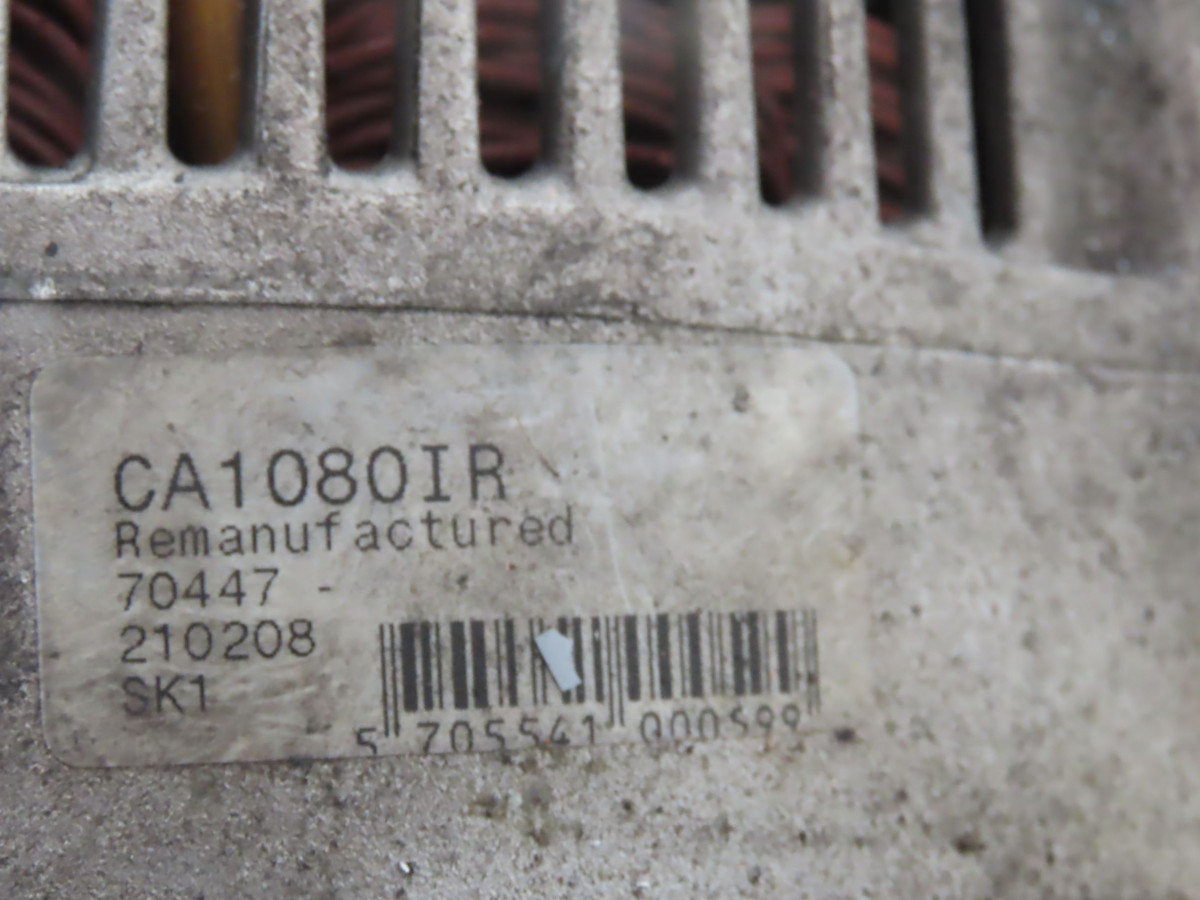 CA1080IR
Remanufactured
70447 -
210208
SK1
5 705541 000599